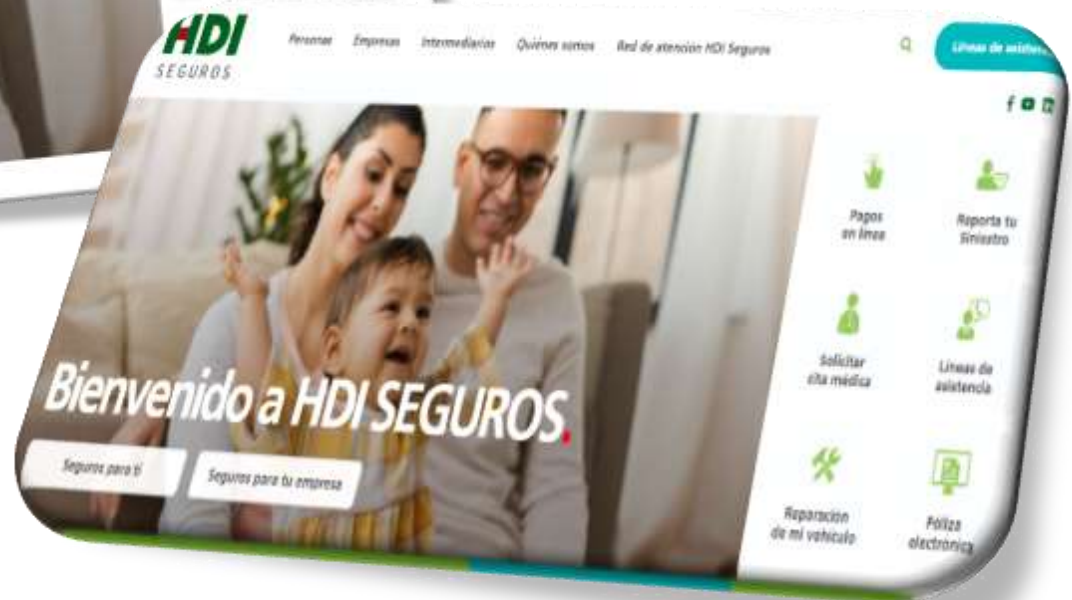 HDI
SEGUROS
Personas Empresas Intermediarios Quiénes somos Red de atención HDI Seguros
Líneas de asistenc
Pagos
en línea
Reporta tu
Siniestro
Solicitar
cita médica
Líneas de
asistencia
Bienvenido a HDI SEGUROS.
Seguros para ti
Seguros para tu empresa
Reparación
de mi vehículo
Póliza
electrónica